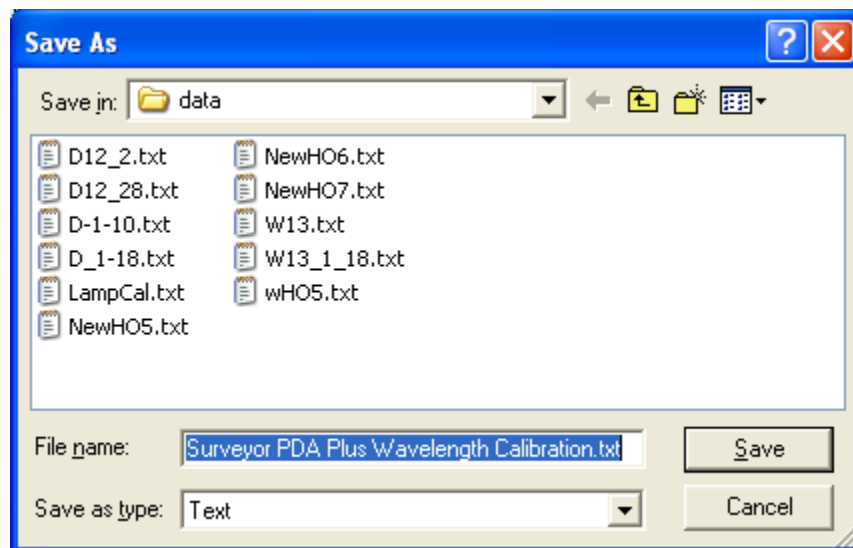 Save As
Save in: data
D12_2.txt
D12_28.txt
D-1-10.txt
D_1-18.txt
LampCal.txt
NewHO5.txt
NewHO6.txt
NewHO7.txt
W13.txt
W13_1_18.txt
wHO5.txt
File name: Surveyor PDA Plus Wavelength Calibration.txt Save
Save as type: Text Cancel